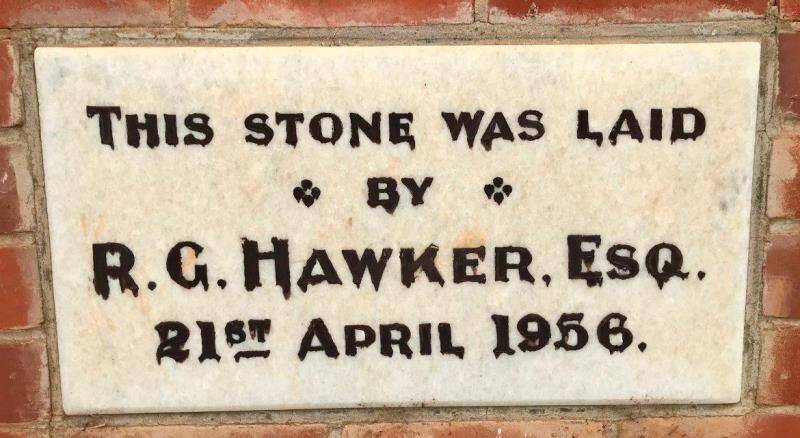 THIS STONE WAS LAID
BY
R.G. HAWKER, ESQ.
21ST APRIL 1956.